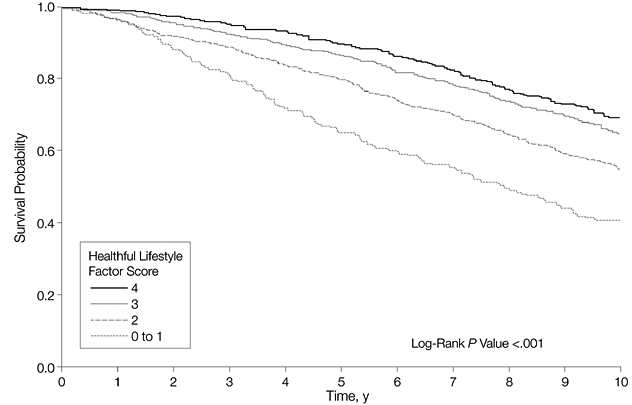 1.0
0.8
0.6
0.4
0.2
0.0
Survival Probability
Healthful Lifestyle
Factor Score
4
3
2
0 to 1
Log-Rank P Value <.001
0 1 2 3 4 5 6 7 8 9 10
Time, y